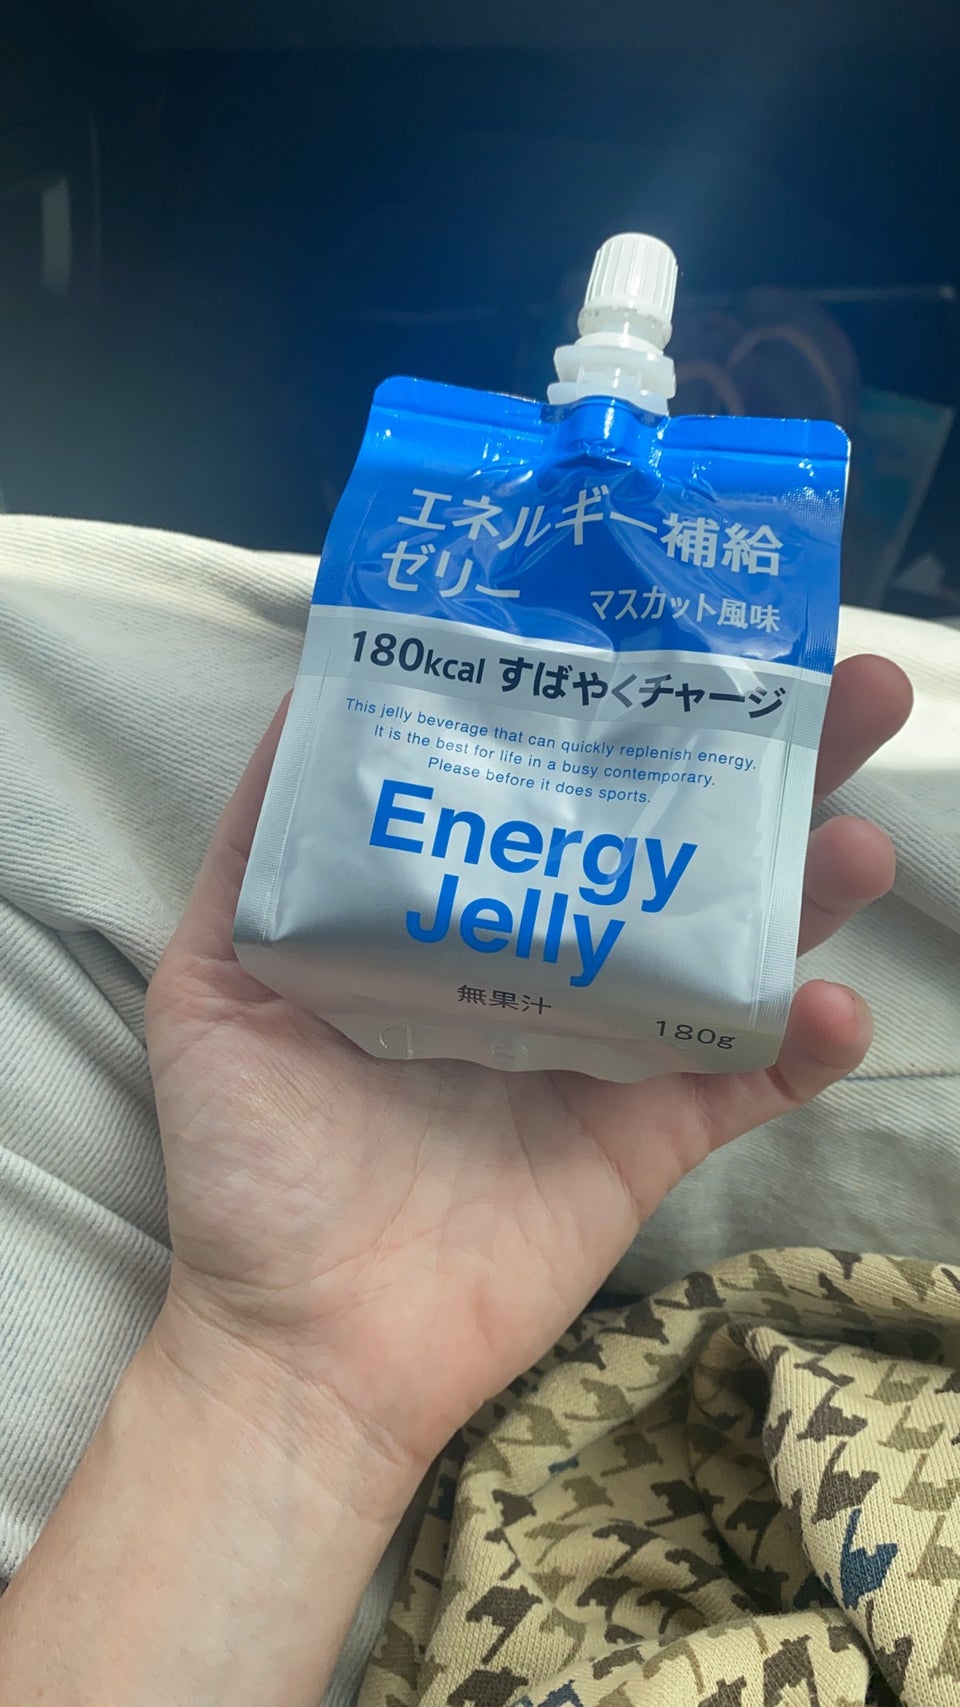 エネルギー補給
ゼリー マスカット風味
180kcal すばやくチャージ
This jelly beverage that can quickly replenish energy.
It is the best for life in a busy contemporary.
Please before it does sports.
Energy
Jelly
無果汁
180g